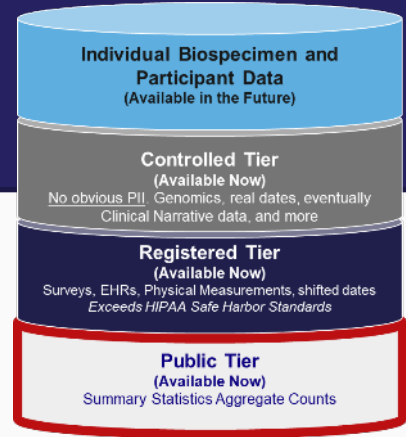 Individual Biospecimen and
Participant Data
(Available in the Future)
Controlled Tier
(Available Now)
No obvious PII. Genomics, real dates, eventually
Clinical Narrative data, and more
Registered Tier
(Available Now)
Surveys, EHRs, Physical Measurements, shifted dates
Exceeds HIPAA Safe Harbor Standards
Public Tier
(Available Now)
Summary Statistics Aggregate Counts